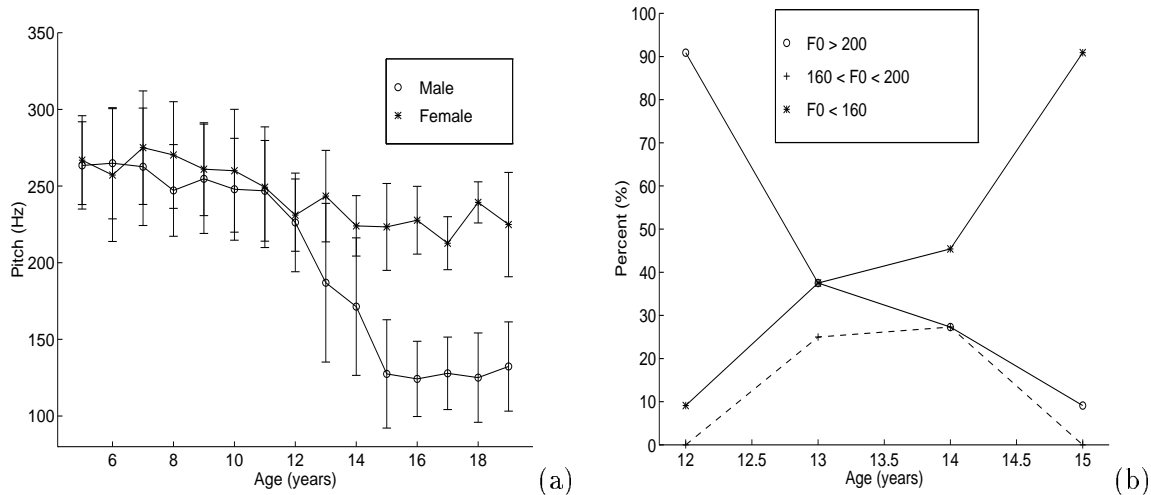 350
300
250
200
150
100
Pitch (Hz)
Male
Female
6 8 10 12 14 16 18
Age (years)
(a)
100
90
80
70
60
50
40
30
20
10
0
Percent (%)
F0 > 200
160 < F0 < 200
F0 < 160
12 12.5 13 13.5 14 14.5 15
Age (years)
(b)